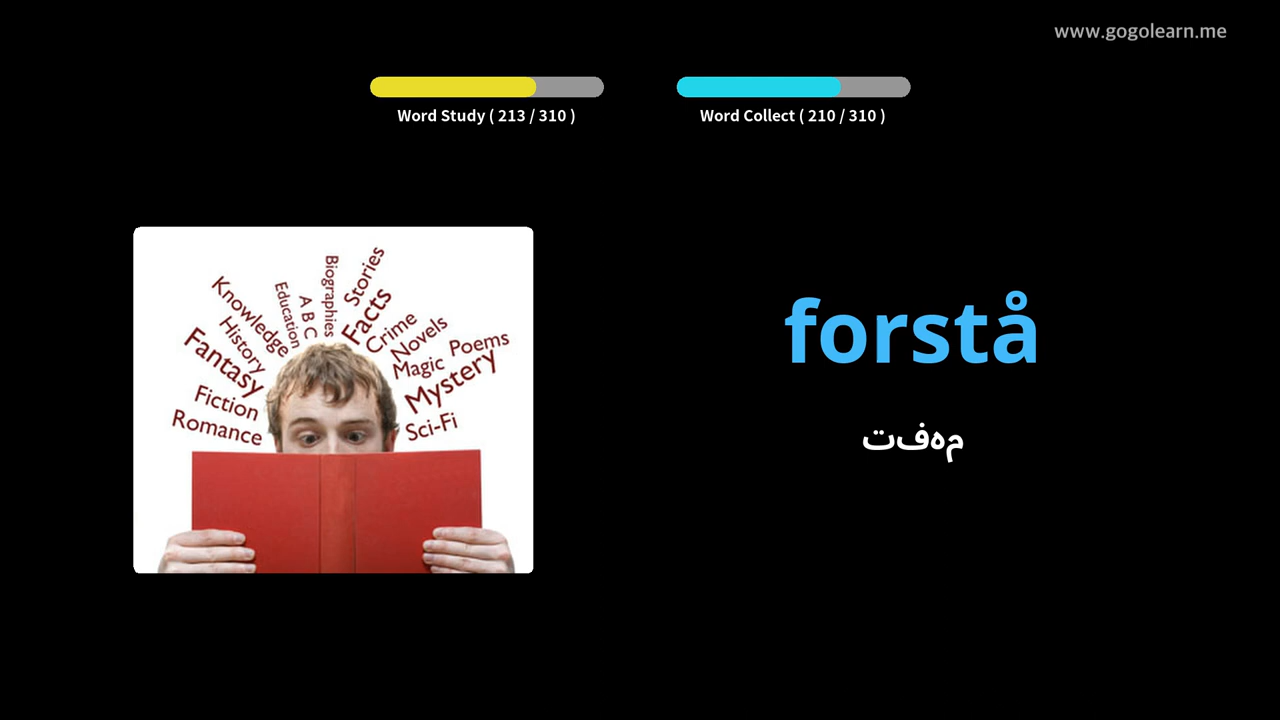 www.gogolearn.me
Word Study ( 213 / 310 )
Word Collect ( 210 / 310 )
Biographies
Stories
Education
A B C
Facts
Knowledge
Crime
History
Novels
Poems
Fantasy
Magic
Mystery
Fiction
Romance
Sci-Fi
forstå
مهفت